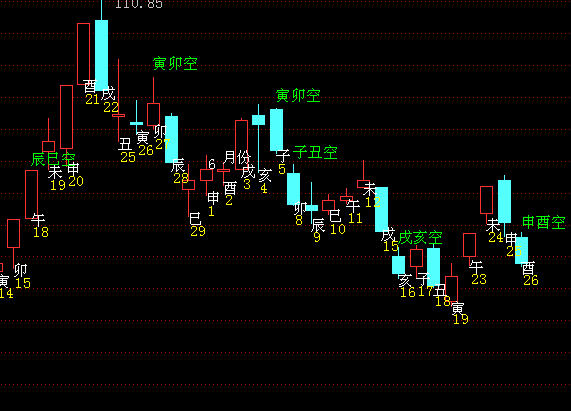 110.85
寅卯空
酉
21
戌
22
寅卯空
丑
25
寅
26
卯
27
辰巳空
未
19
申
20
辰
28
6月份
子丑空
子
5
巳
29
申
1
酉
2
戌
3
亥
4
午
18
卯
8
辰
9
巳
10
午
11
未
12
申酉空
未
24
申
25
戌
15
戌亥空
寅
14
卯
15
亥
16
子
17
丑
18
寅
19
午
23
酉
26